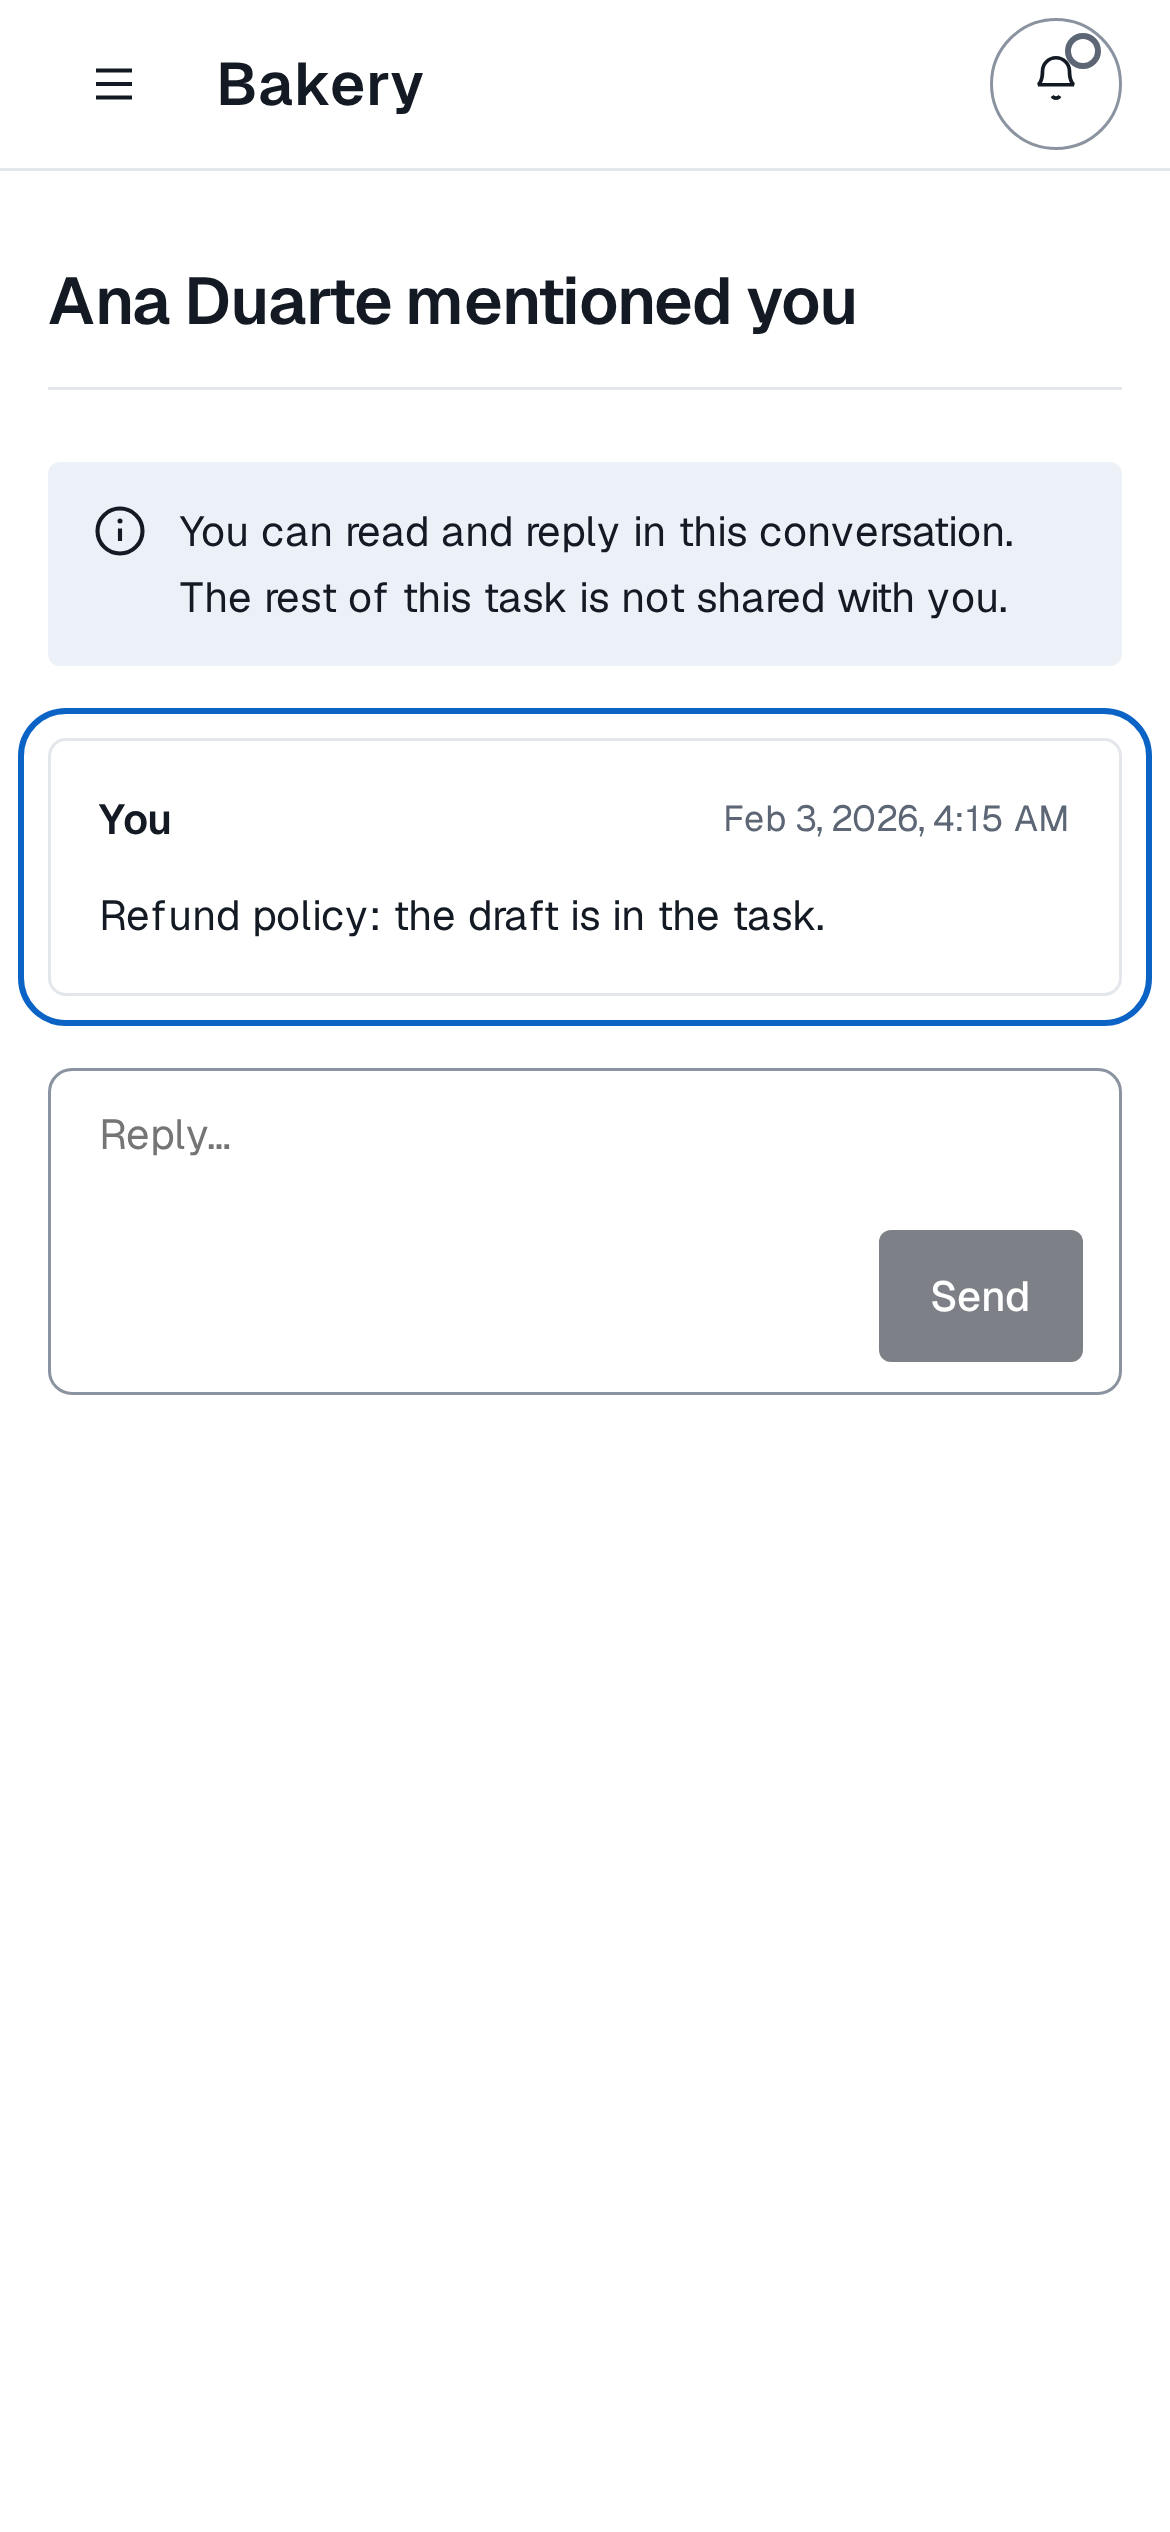 Bakery
Ana Duarte mentioned you
You can read and reply in this conversation.
The rest of this task is not shared with you.
You
Feb 3, 2026, 4:15 AM
Refund policy: the draft is in the task.
Reply...
Send